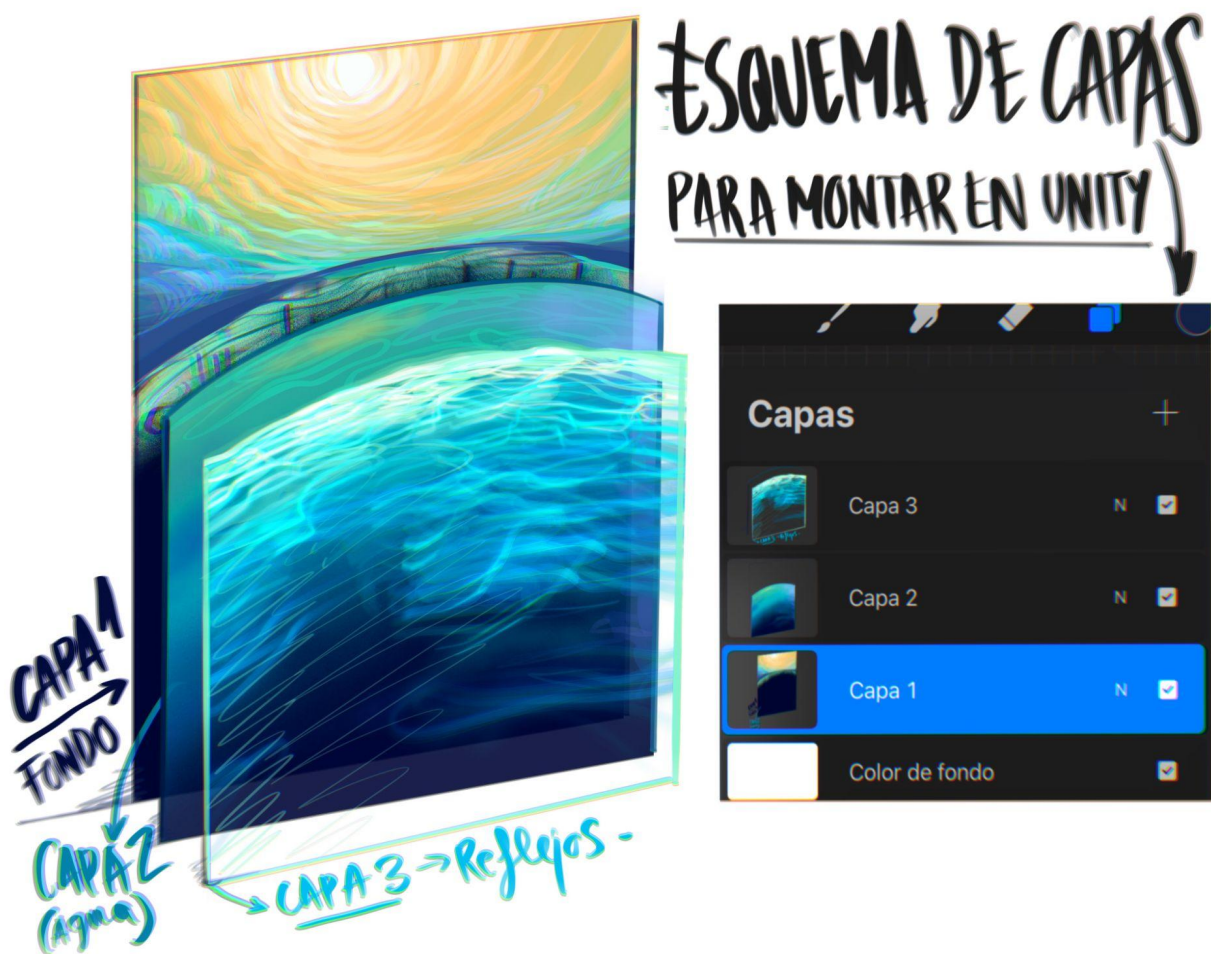 ESQUEMA DE CAPAS
PARA MONTAR EN UNITY
Capas
Capa 3 N
Capa 2 N
Capa 1 N
Color de fondo
CAPA 1
FONDO
CAPA 2
(Agua)
CAPA 3 → Reflejos -